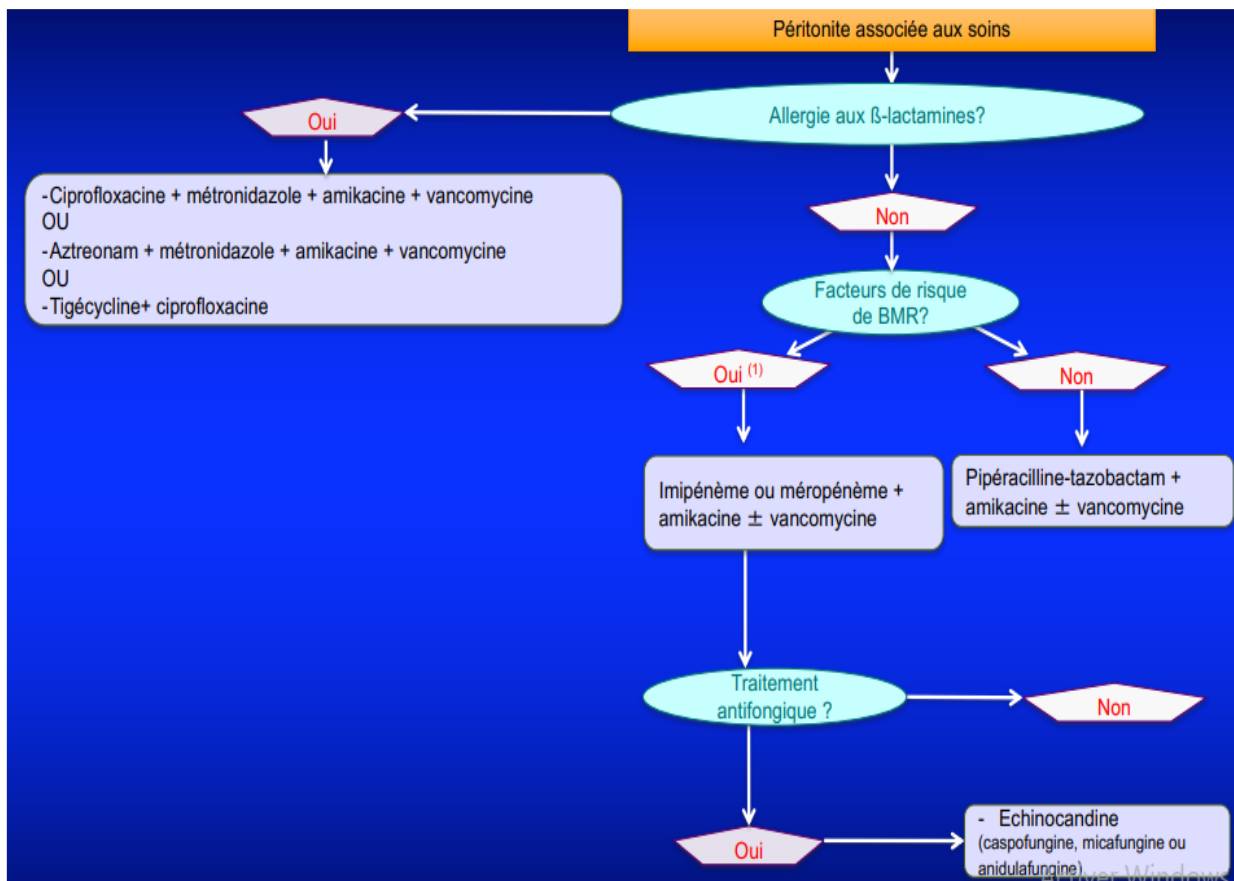 Péritonite associée aux soins
Allergie aux ß-lactamines?
Oui
-Ciprofloxacine + métronidazole + amikacine + vancomycine
OU
-Aztreonam + métronidazole + amikacine + vancomycine
OU
-Tigécycline+ ciprofloxacine
Non
Facteurs de risque
de BMR?
Oui (1)
Non
Imipénème ou méropénème +
amikacine ± vancomycine
Pipéracilline-tazobactam +
amikacine ± vancomycine
Traitement
antifongique ?
Non
Oui
- Echinocandine
(caspofungine, micafungine ou
anidulafungine)
Activer Windows